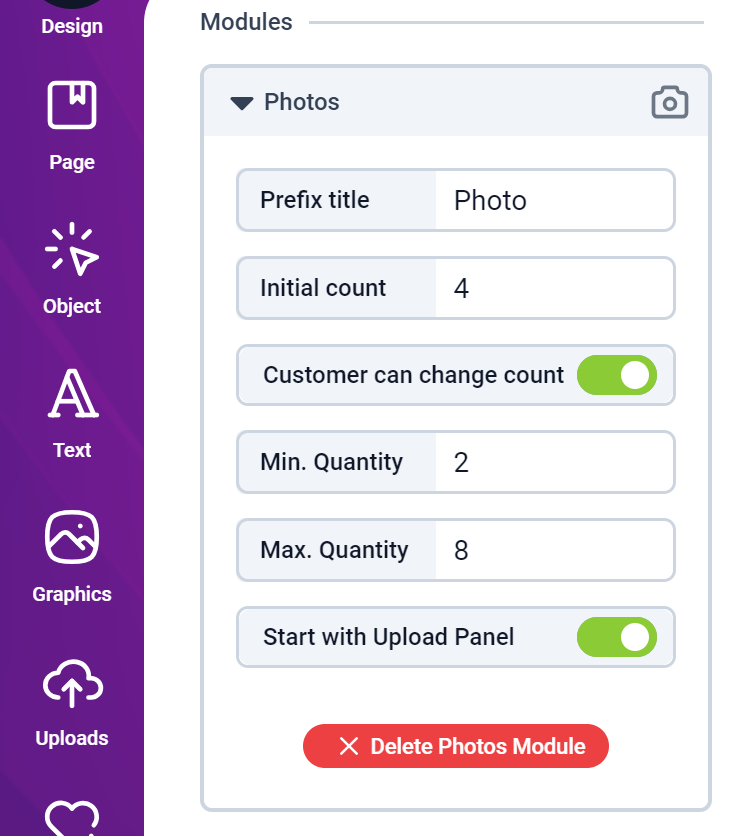 Design
Page
Object
Text
Graphics
Uploads
Modules
Photos
Prefix title Photo
Initial count 4
Customer can change count
Min. Quantity 2
Max. Quantity 8
Start with Upload Panel
Delete Photos Module